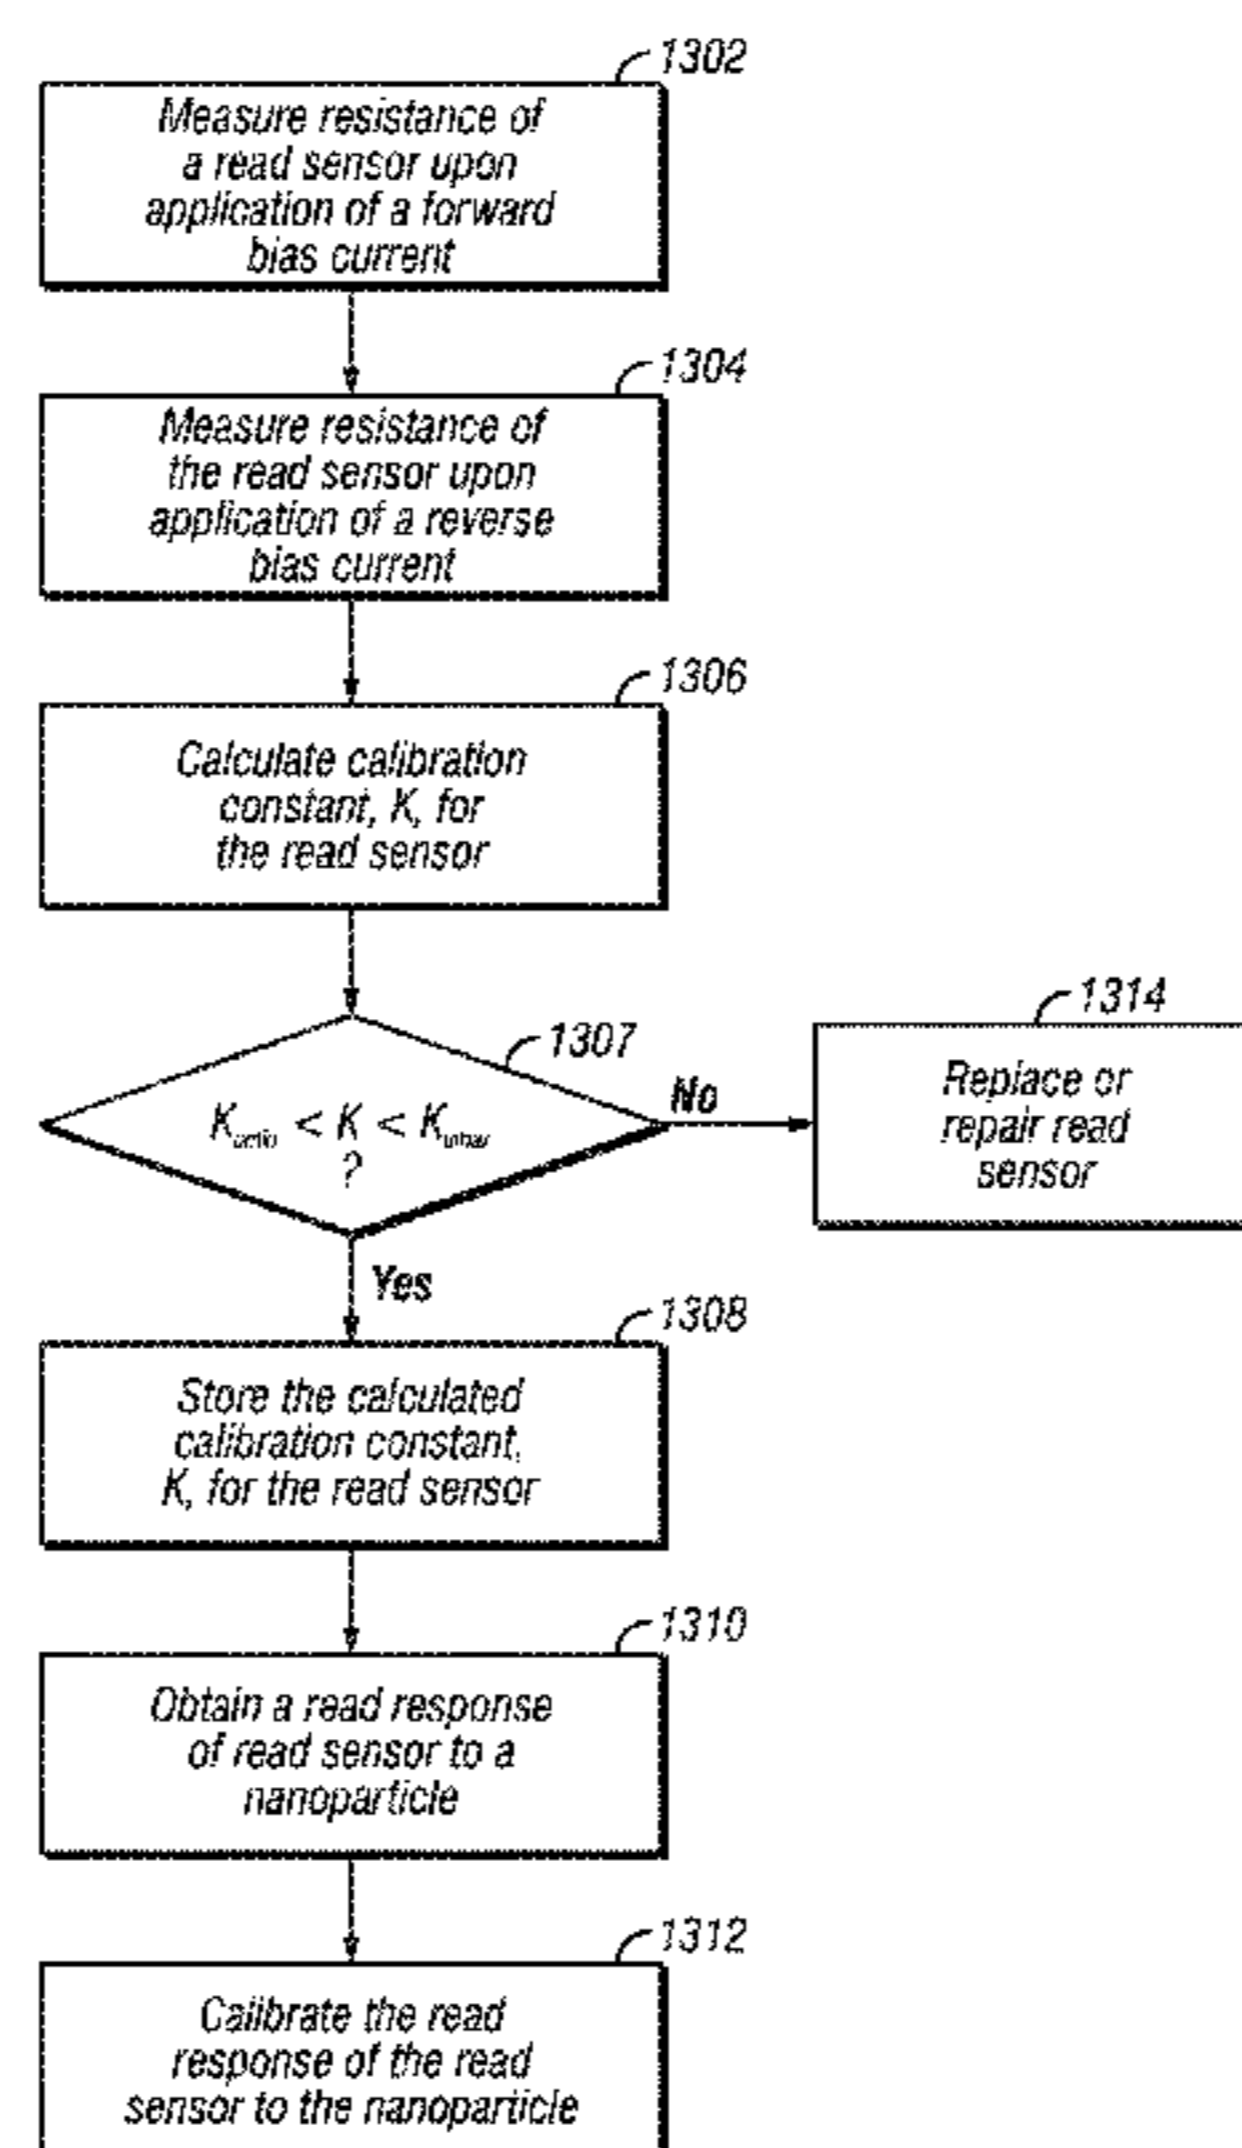 1302
Measure resistance of
a read sensor upon
application of a forward
bias current
1304
Measure resistance of
the read sensor upon
application of a reverse
bias current
1306
Calculate calibration
constant, K, for
the read sensor
1307
K < K < K
?
No
1314
Replace or
repair read
sensor
Yes
1308
Store the calculated
calibration constant,
K, for the read sensor
1310
Obtain a read response
of read sensor to a
nanoparticle
1312
Calibrate the read
response of the read
sensor to the nanoparticle